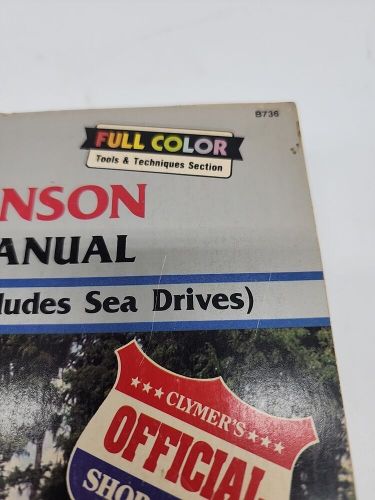 B736
FULL COLOR
Tools & Techniques Section
NSON
ANUAL
ludes Sea Drives)
CLYMER'S
OFFICIAL
SHOP